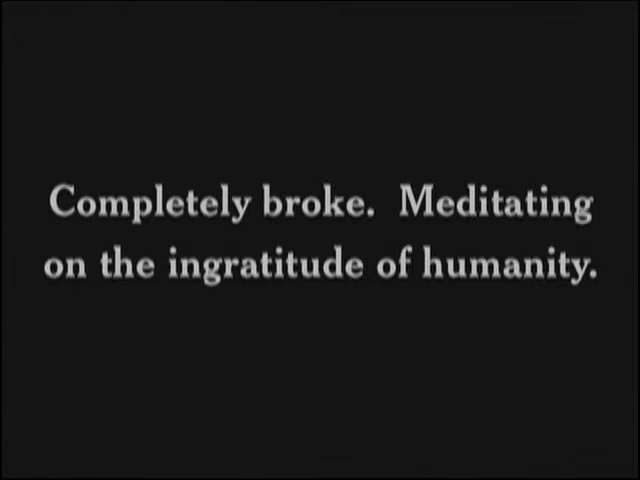 Completely broke. Meditating
on the ingratitude of humanity.